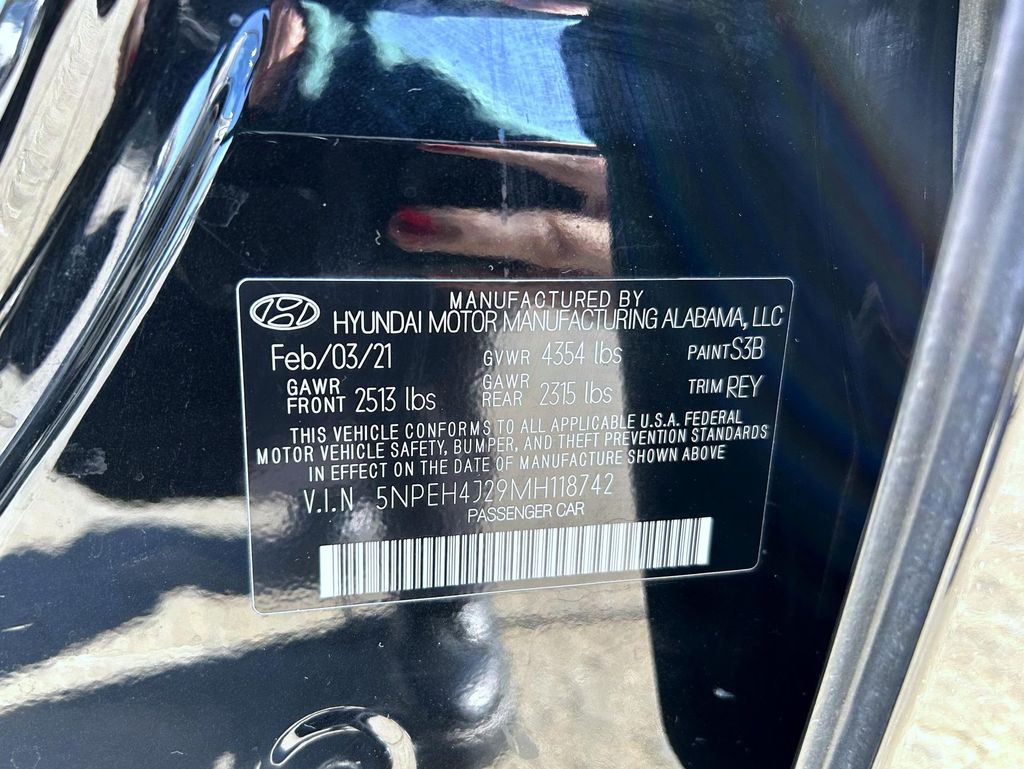 MANUFACTURED BY
HYUNDAI MOTOR MANUFACTURING ALABAMA, LLC
Feb/03/21 GVWR 4354 lbs PAINT S3B
GAWR FRONT 2513 lbs GAWR REAR 2315 lbs TRIM REY
THIS VEHICLE CONFORMS TO ALL APPLICABLE U.S.A. FEDERAL
MOTOR VEHICLE SAFETY, BUMPER, AND THEFT PREVENTION STANDARDS
IN EFFECT ON THE DATE OF MANUFACTURE SHOWN ABOVE
V.I.N 5NPEH4J29MH118742
PASSENGER CAR